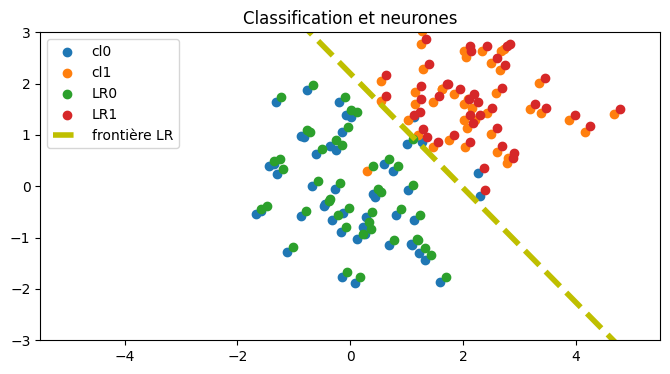 Classification et neurones
cl0
cl1
LR0
LR1
frontière LR
3
2
1
0
−1
−2
−3
−4
−2
0
2
4